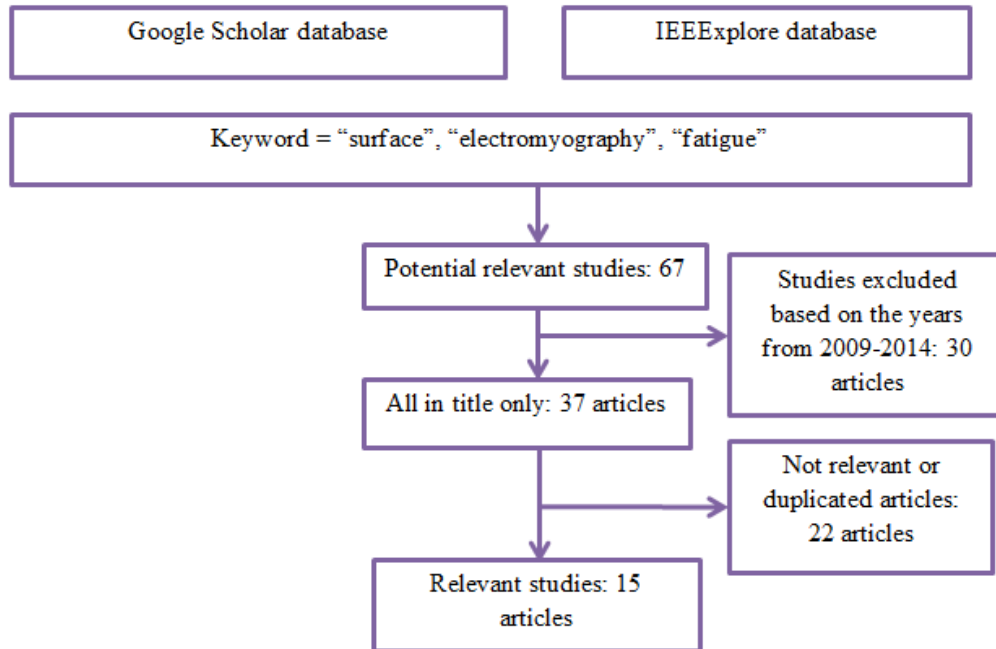 Google Scholar database
IEEExplore database
Keyword = “surface”, “electromyography”, “fatigue”
Potential relevant studies: 67
Studies excluded
based on the years
from 2009-2014: 30
articles
All in title only: 37 articles
Not relevant or
duplicated articles:
22 articles
Relevant studies: 15
articles